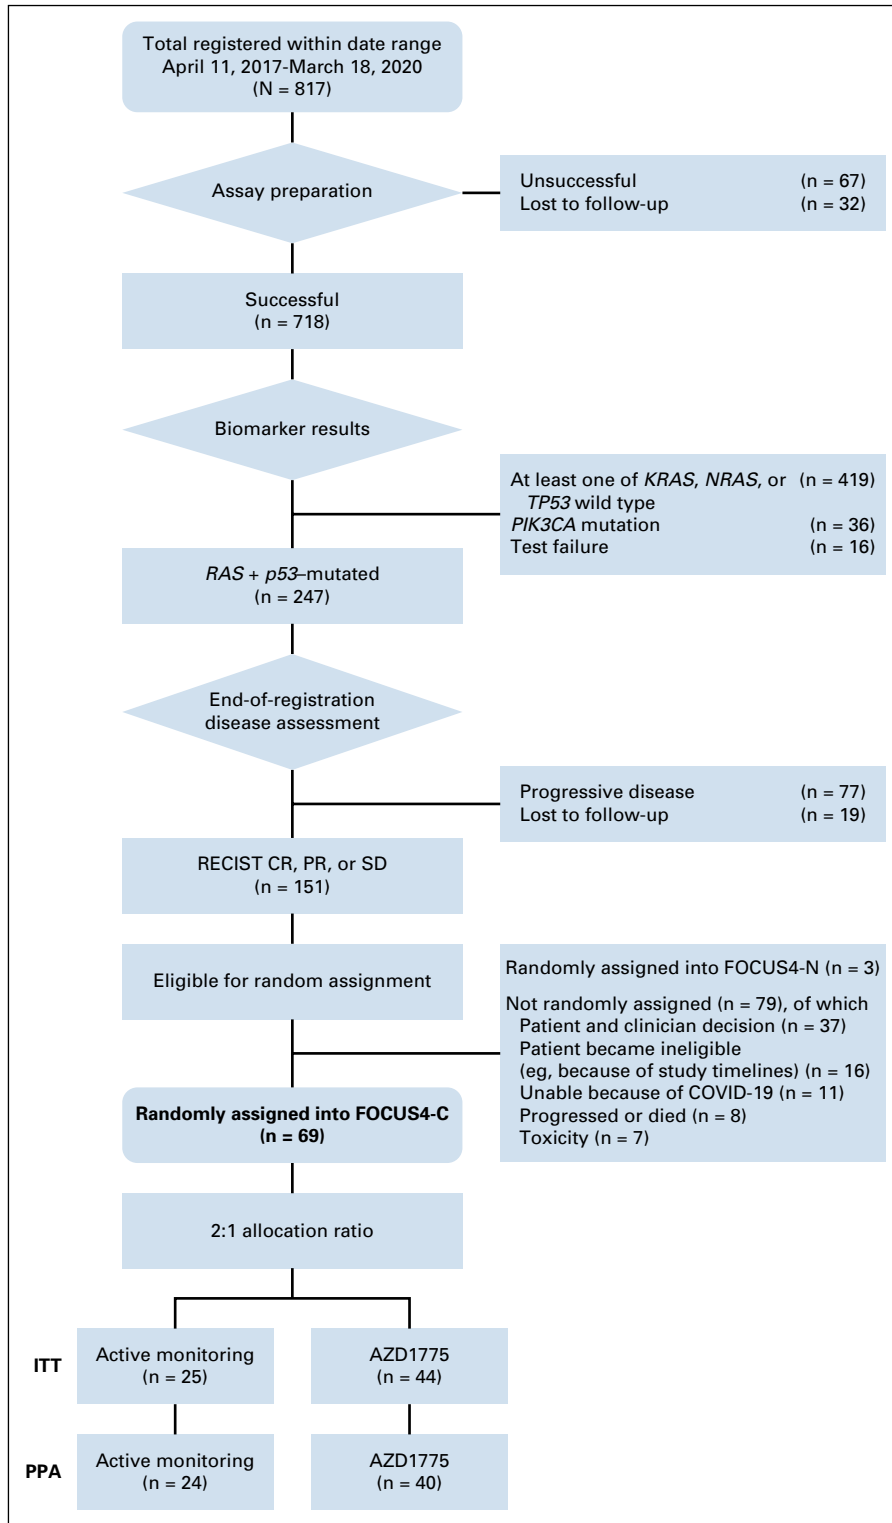 Total registered within date range
April 11, 2017-March 18, 2020
(N = 817)
Assay preparation
Unsuccessful (n = 67)
Lost to follow-up (n = 32)
Successful
(n = 718)
Biomarker results
At least one of KRAS, NRAS, or (n = 419)
TP53 wild type
PIK3CA mutation (n = 36)
Test failure (n = 16)
RAS + p53–mutated
(n = 247)
End-of-registration
disease assessment
Progressive disease (n = 77)
Lost to follow-up (n = 19)
RECIST CR, PR, or SD
(n = 151)
Eligible for random assignment
Randomly assigned into FOCUS4-N (n = 3)
Not randomly assigned (n = 79), of which
Patient and clinician decision (n = 37)
Patient became ineligible
(eg, because of study timelines) (n = 16)
Unable because of COVID-19 (n = 11)
Progressed or died (n = 8)
Toxicity (n = 7)
Randomly assigned into FOCUS4-C
(n = 69)
2:1 allocation ratio
ITT
Active monitoring
(n = 25)
AZD1775
(n = 44)
PPA
Active monitoring
(n = 24)
AZD1775
(n = 40)